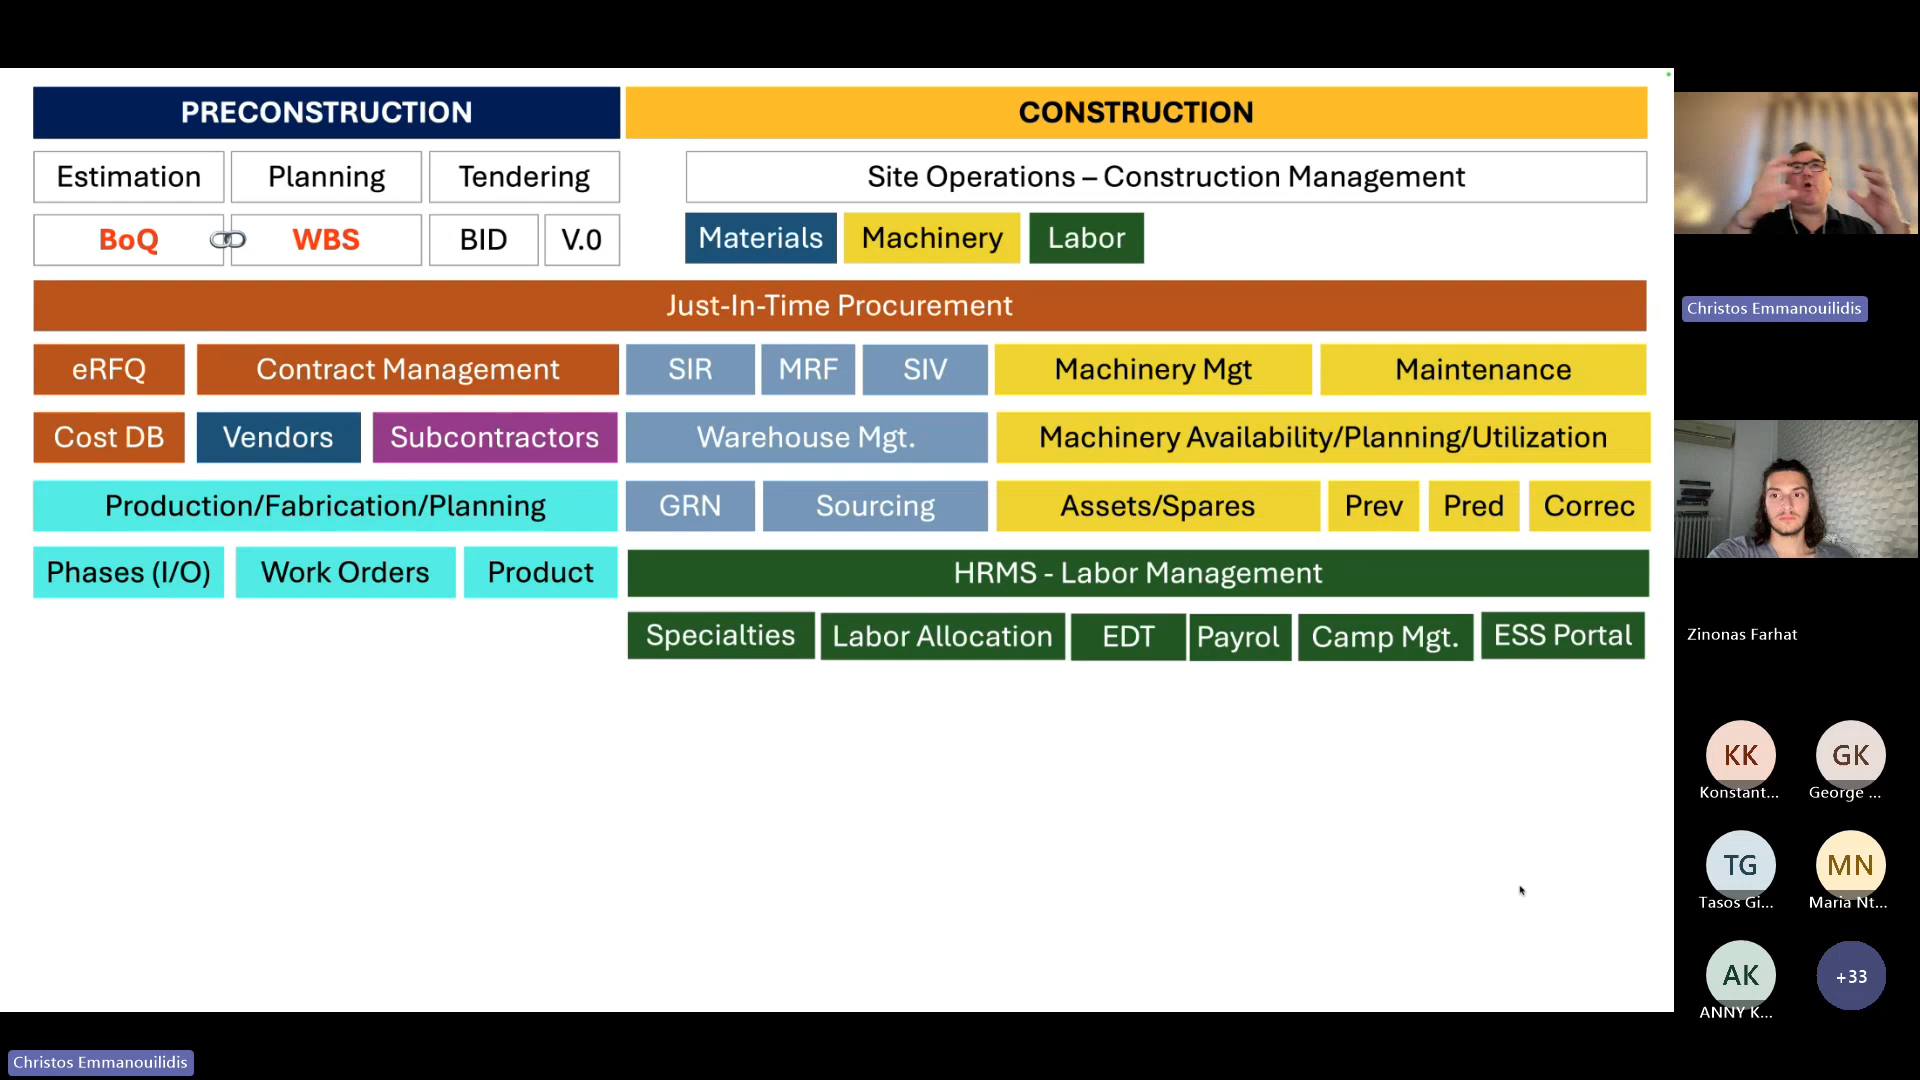 PRECONSTRUCTION CONSTRUCTION
Estimation Planning Tendering Site Operations – Construction Management
BoQ WBS BID V.0 Materials Machinery Labor
Just-In-Time Procurement
eRFQ Contract Management SIR MRF SIV Machinery Mgt Maintenance
Cost DB Vendors Subcontractors Warehouse Mgt. Machinery Availability/Planning/Utilization
Production/Fabrication/Planning GRN Sourcing Assets/Spares Prev Pred Correc
Phases (I/O) Work Orders Product HRMS - Labor Management
Specialties Labor Allocation EDT Payrol Camp Mgt. ESS Portal
Christos Emmanouilidis
Zinonas Farhat
KK GK
Konstant... George ...
TG MN
Tasos Gi... Maria Nt...
AK +33
ANNY K...
Christos Emmanouilidis